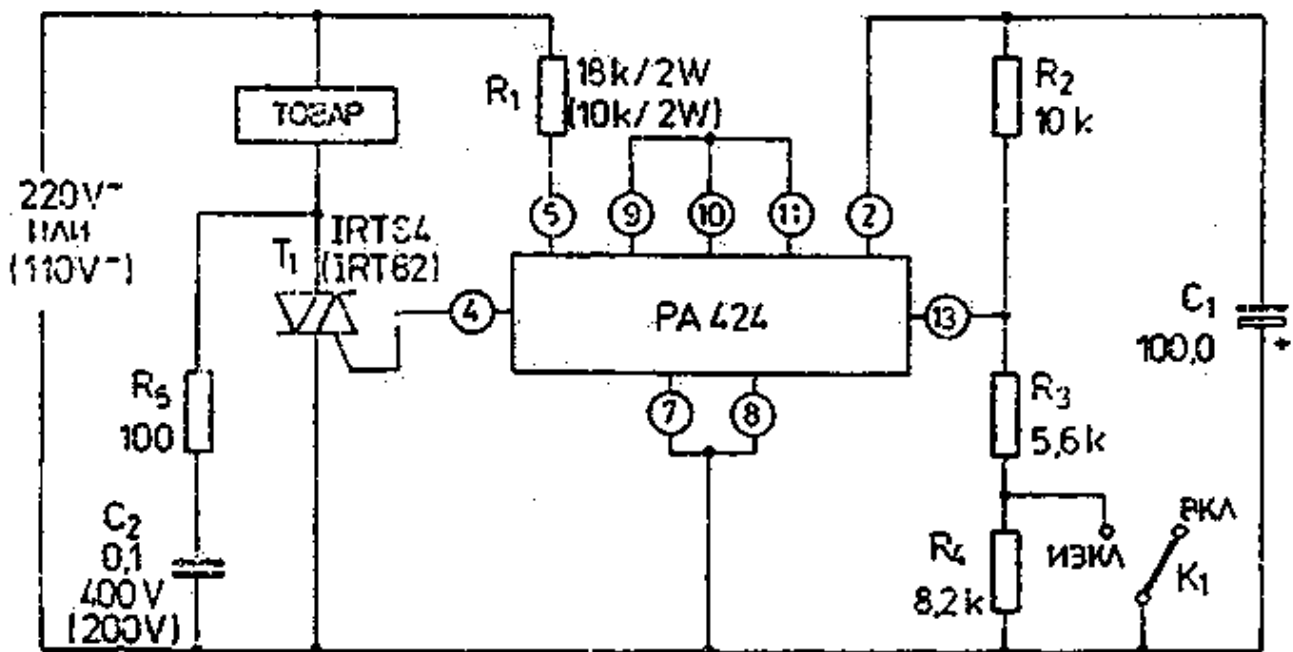 R₁
18k/2W
(10k/2W)
R₂
10k
ТОВАР
220V~
ИЛИ
(110V~)
5
9
10
11
2
T₁
IRT84
(IRT82)
4
PA 424
13
C₁
100,0
+
7
8
R₅
100
R₃
5,6k
C₂
0,1
400V
(200V)
R₄
8,2k
ИЗКЛ
ВКЛ
K₁